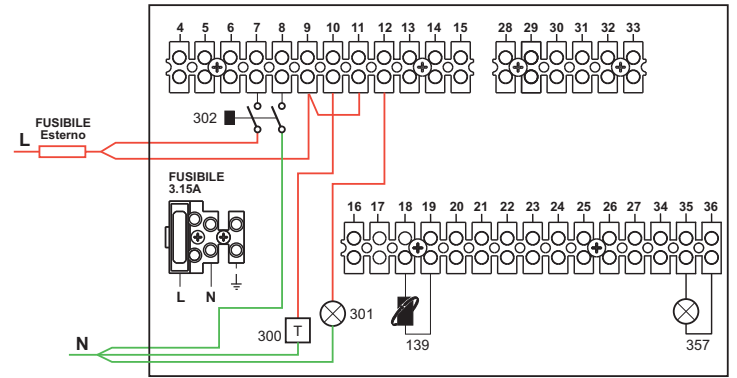 4 5 6 7 8 9 10 11 12 13 14 15 28 29 30 31 32 33
302
FUSIBILE
Esterno
L
FUSIBILE
3.15A
16 17 18 19 20 21 22 23 24 25 26 27 34 35 36
L N
301
300 T
139
357
N